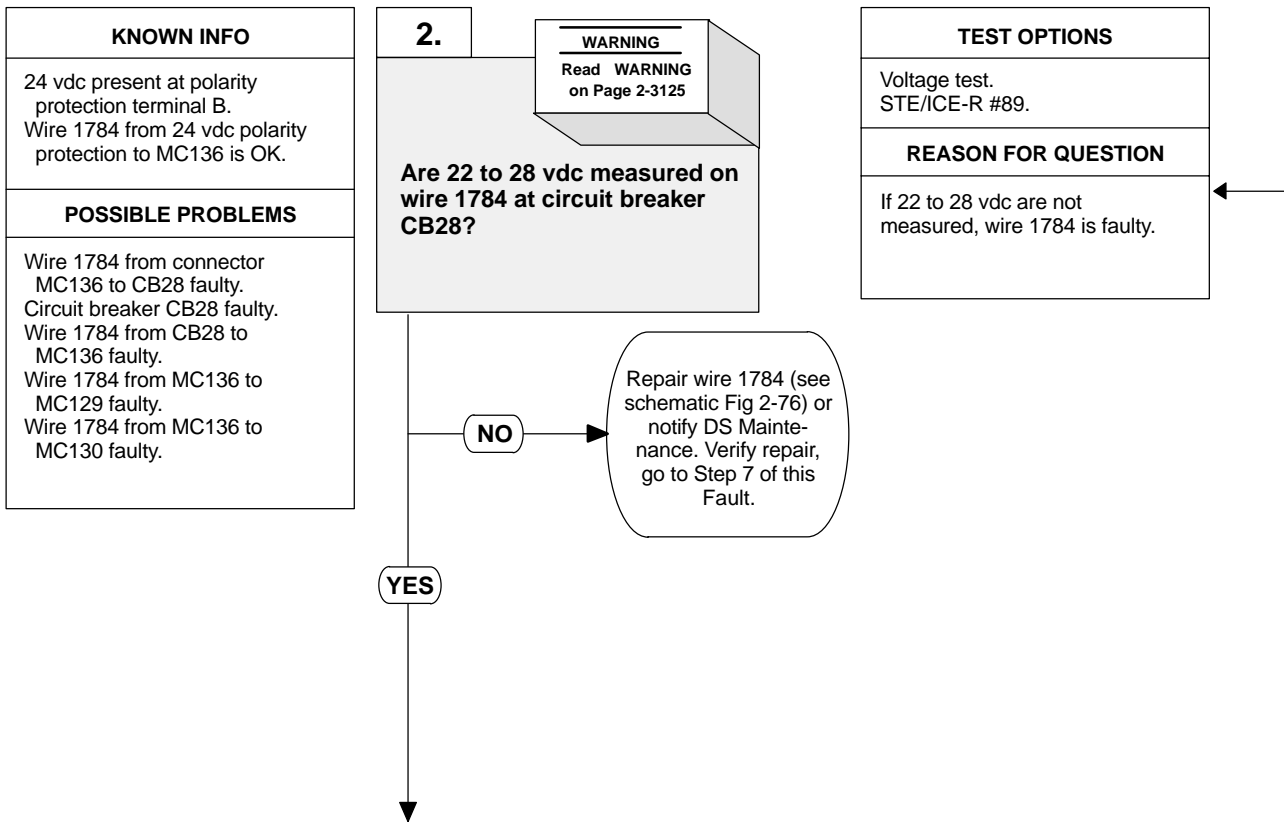 KNOWN INFO
24 vdc present at polarity
protection terminal B.
Wire 1784 from 24 vdc polarity
protection to MC136 is OK.
POSSIBLE PROBLEMS
Wire 1784 from connector
MC136 to CB28 faulty.
Circuit breaker CB28 faulty.
Wire 1784 from CB28 to
MC136 faulty.
Wire 1784 from MC136 to
MC129 faulty.
Wire 1784 from MC136 to
MC130 faulty.
2.
WARNING
Read WARNING
on Page 2-3125
Are 22 to 28 vdc measured on
wire 1784 at circuit breaker
CB28?
NO
Repair wire 1784 (see
schematic Fig 2-76) or
notify DS Mainte-
nance. Verify repair,
go to Step 7 of this
Fault.
YES
TEST OPTIONS
Voltage test.
STE/ICE-R #89.
REASON FOR QUESTION
If 22 to 28 vdc are not
measured, wire 1784 is faulty.